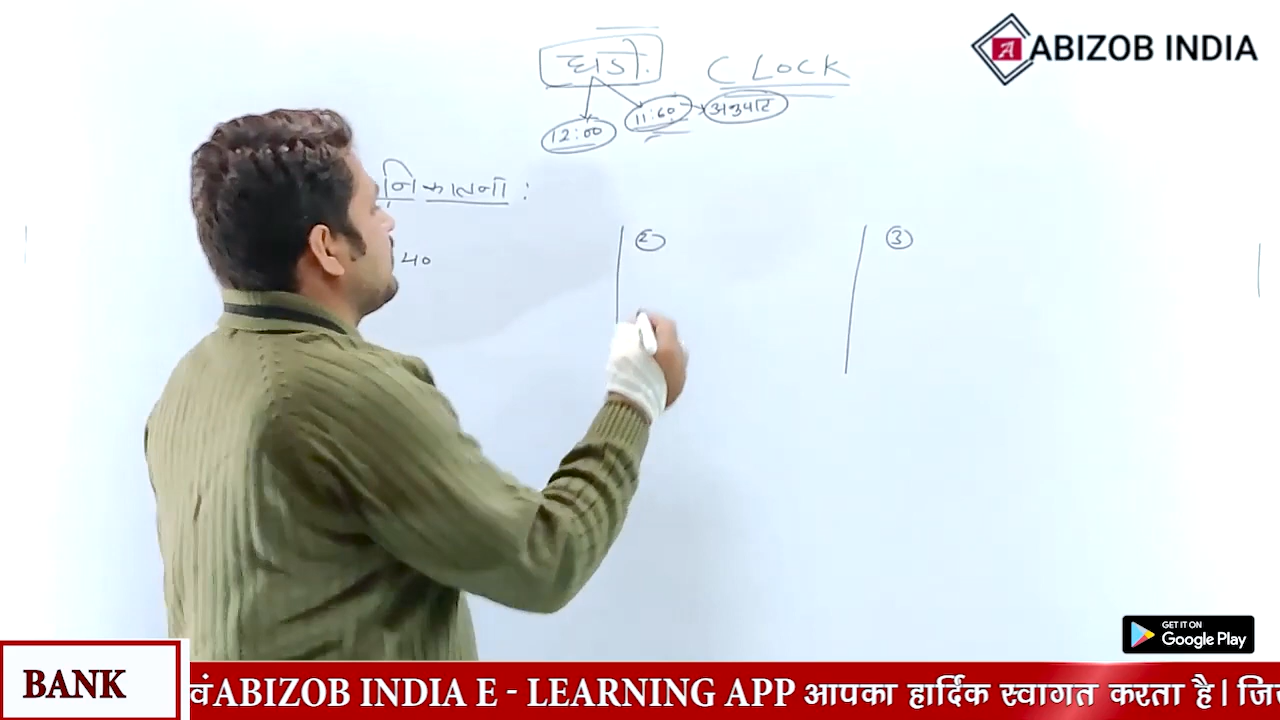 ABIZOB INDIA
घड़ी. CLOCK
12:00 11:60 अनुपात
निकालना :
40
2 3
GET IT ON
Google Play
BANK
वं ABIZOB INDIA E - LEARNING APP आपका हार्दिक स्वागत करता है। जि